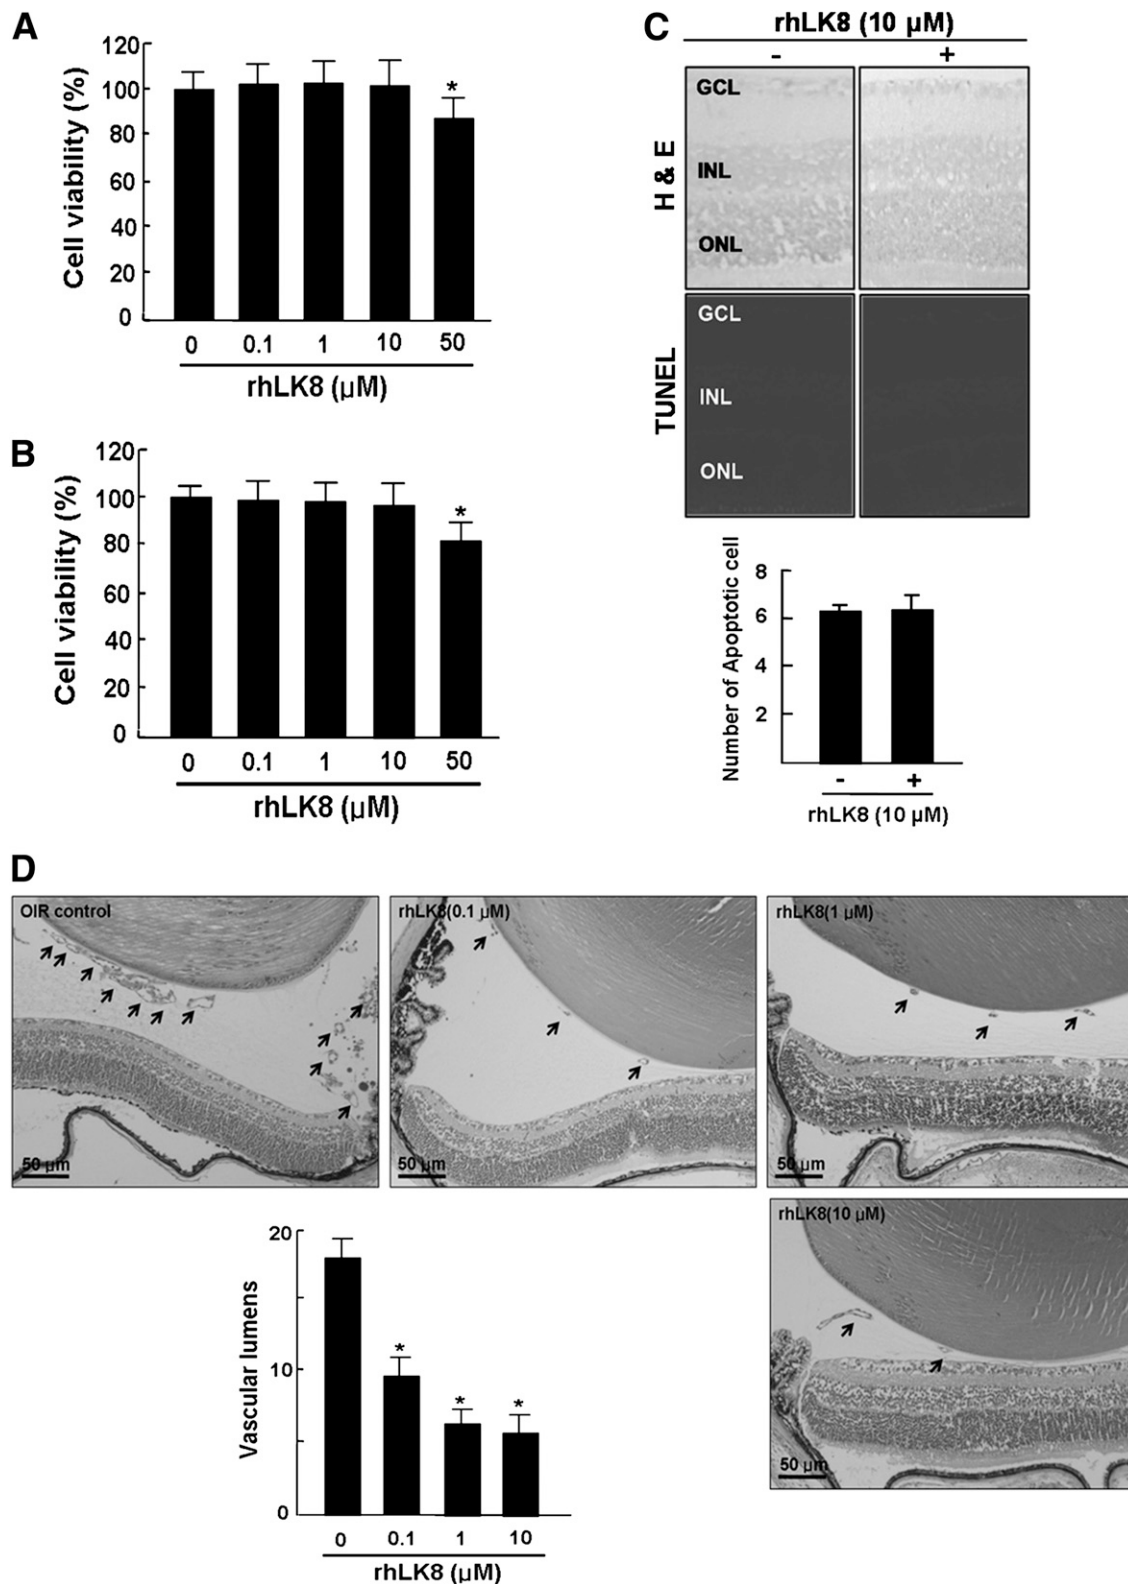 A
Cell viability (%)
120
100
80
60
40
20
0
*
0 0.1 1 10 50
rhLK8 (µM)
B
Cell viability (%)
120
100
80
60
40
20
0
*
0 0.1 1 10 50
rhLK8 (µM)
C
rhLK8 (10 µM)
- +
H & E
GCL
INL
ONL
TUNEL
GCL
INL
ONL
Number of Apoptotic cell
8
6
4
2
- +
rhLK8 (10 µM)
D
OIR control
50 µm
rhLK8(0.1 µM)
50 µm
rhLK8(1 µM)
50 µm
Vascular lumens
20
10
0
* * *
0 0.1 1 10
rhLK8 (µM)
rhLK8(10 µM)
50 µm